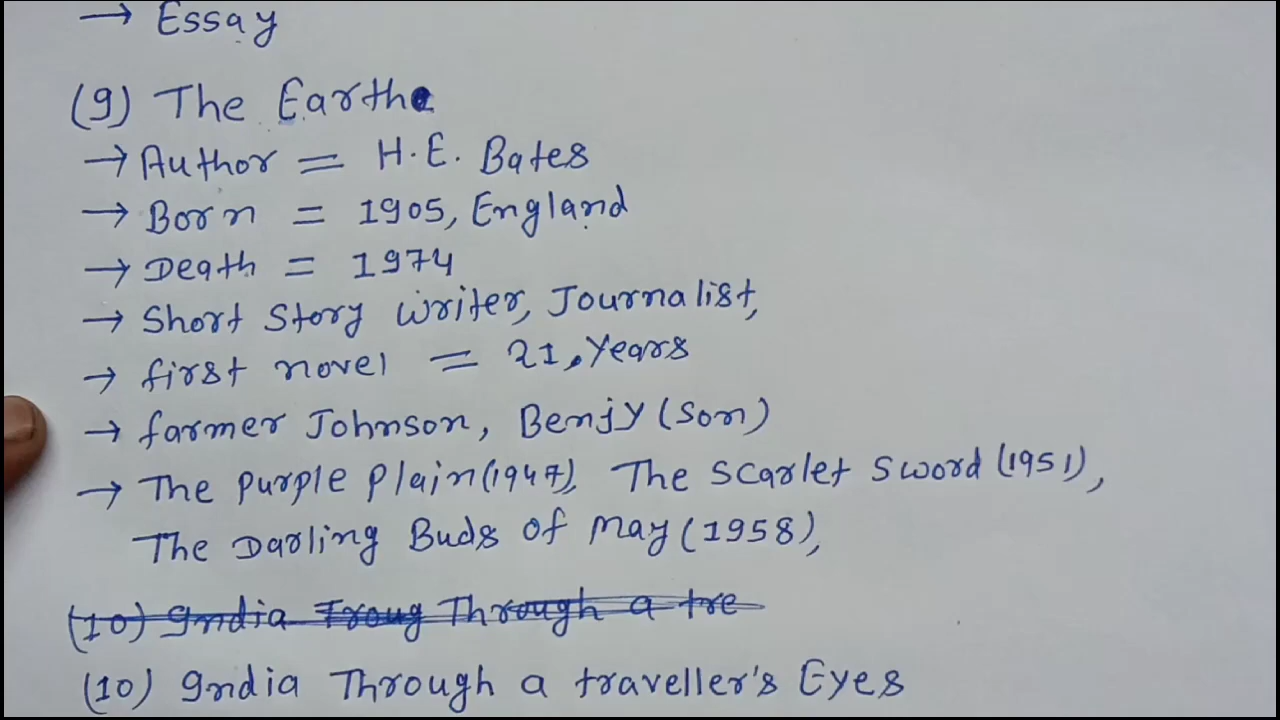 → Essay
(9) The Earth
→ Author = H.E. Bates
→ Born = 1905, England
→ Death = 1974
→ Short Story writer, Journalist,
→ first novel = 21, Years
→ farmer Johnson, Benjy (son)
→ The Purple Plain (1947), The Scarlet Sword (1951),
The Darling Buds of May (1958),
(10) India Troug Through a tre
(10) India Through a traveller's Eyes